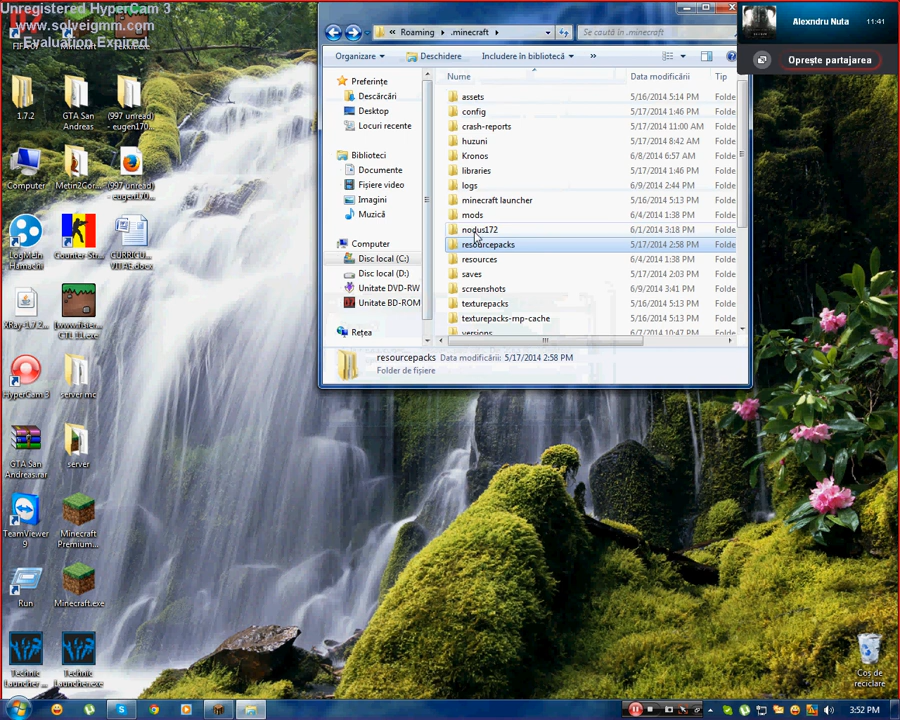 Unregistered HyperCam 3
www.solveigmm.com
Evaluation Expired
1.7.2
GTA San
Andreas
(997 unread)
- eugen170...
Computer
Metin2Cor...
(997 unread)
- eugen170...
LogMeIn
Hamachi
Counter-Str...
CURRICU...
VITAE.docx
XRay-1.7.2...
HyperCam 3
server mc
GTA San
Andreas.rar
server
TeamViewer
9
Minecraft
Premium...
Run
Minecraft.exe
Technic
Launcher ...
Technic
Launcher.exe
Roaming
.minecraft
Se caută în .minecraft
Organizare
Deschidere
Includere în bibliotecă
»
Preferințe
Descărcări
Desktop
Locuri recente
Biblioteci
Documente
Fișiere video
Imagini
Muzică
Computer
Disc local (C:)
Disc local (D:)
Unitate DVD-RW
Unitate BD-ROM
Rețea
Nume
Data modificării
Tip
assets 5/16/2014 5:14 PM Folde
config 5/17/2014 1:46 PM Folde
crash-reports 5/17/2014 11:00 AM Folde
huzuni 5/17/2014 8:42 AM Folde
Kronos 6/8/2014 6:57 AM Folde
libraries 5/17/2014 1:46 PM Folde
logs 6/9/2014 2:44 PM Folde
minecraft launcher 5/16/2014 5:13 PM Folde
mods 6/4/2014 1:38 PM Folde
nodus172 6/1/2014 3:18 PM Folde
resourcepacks 5/17/2014 2:58 PM Folde
resources 6/4/2014 1:38 PM Folde
saves 5/17/2014 2:03 PM Folde
screenshots 6/9/2014 3:41 PM Folde
texturepacks 5/16/2014 5:13 PM Folde
texturepacks-mp-cache 5/16/2014 5:13 PM Folde
versions 6/7/2014 10:47 PM Folde
resourcepacks Data modificării: 5/17/2014 2:58 PM
Folder de fișiere
Alexndru Nuta
11:41
Oprește partajarea
Coș de
reciclare
3:52 PM